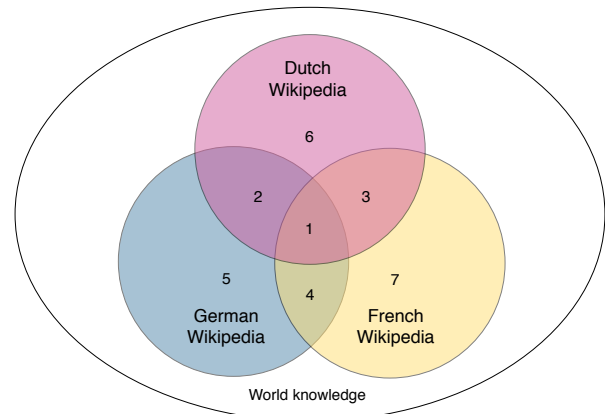 Dutch
Wikipedia
6
2
3
1
5
4
7
German
Wikipedia
French
Wikipedia
World knowledge